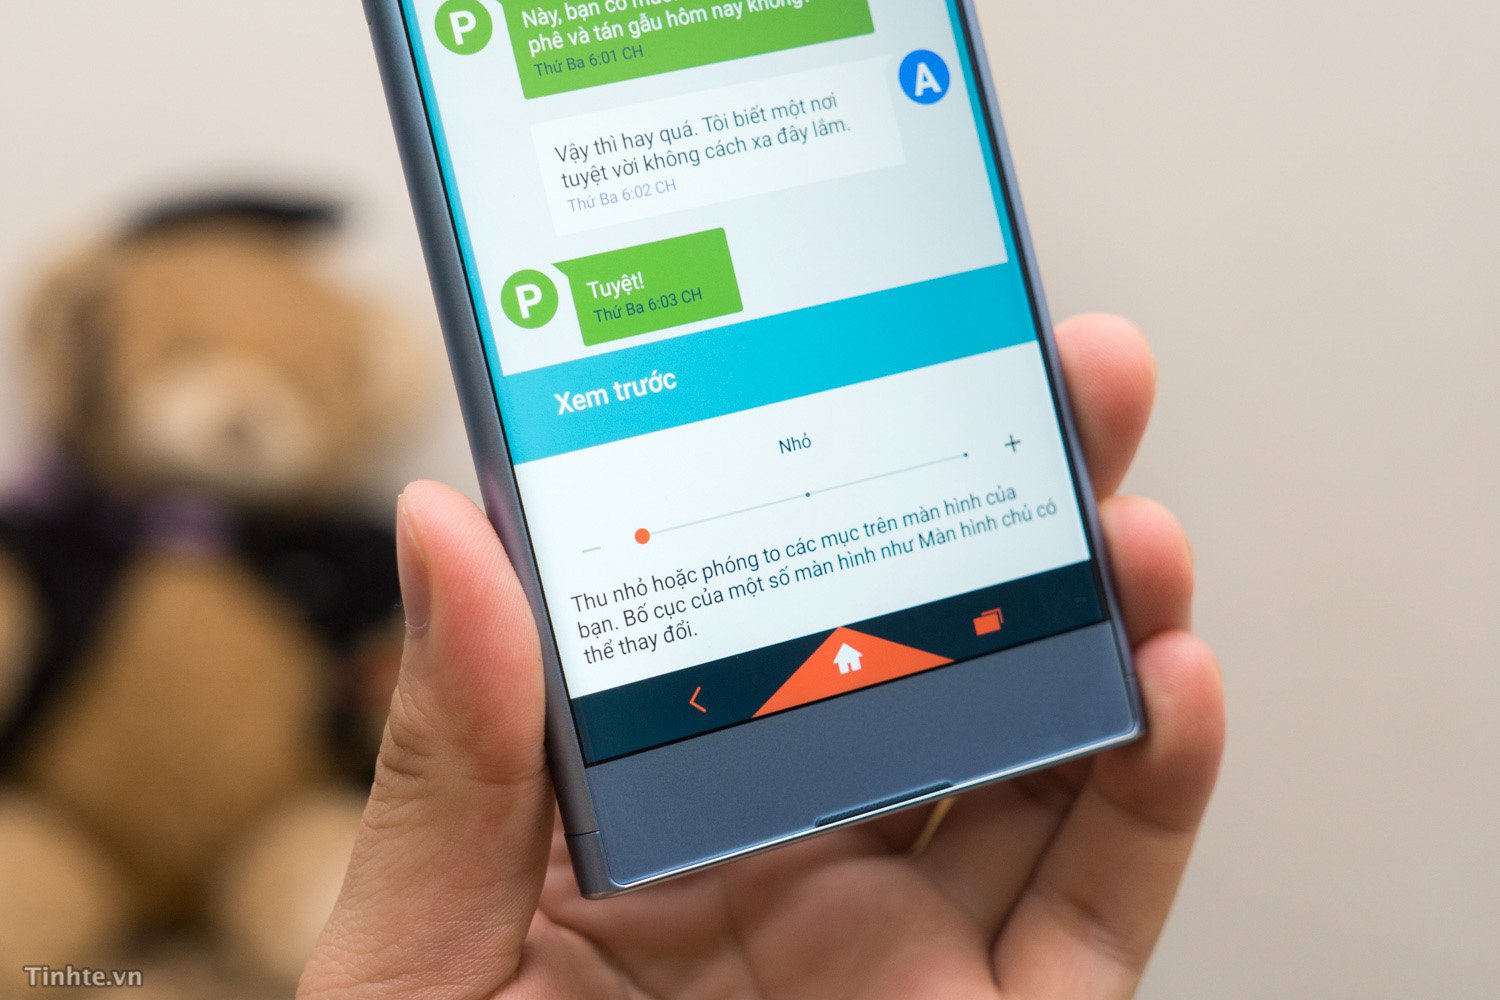 P
Này, bạn có
phê và tán gẫu hôm nay không?
Thứ Ba 6:01 CH
A
Vậy thì hay quá. Tôi biết một nơi
tuyệt vời không cách xa đây lắm.
Thứ Ba 6:02 CH
P
Tuyệt!
Thứ Ba 6:03 CH
Xem trước
Nhỏ
Thu nhỏ hoặc phóng to các mục trên màn hình của
bạn. Bố cục của một số màn hình như Màn hình chủ có
thể thay đổi.
Tinhte.vn